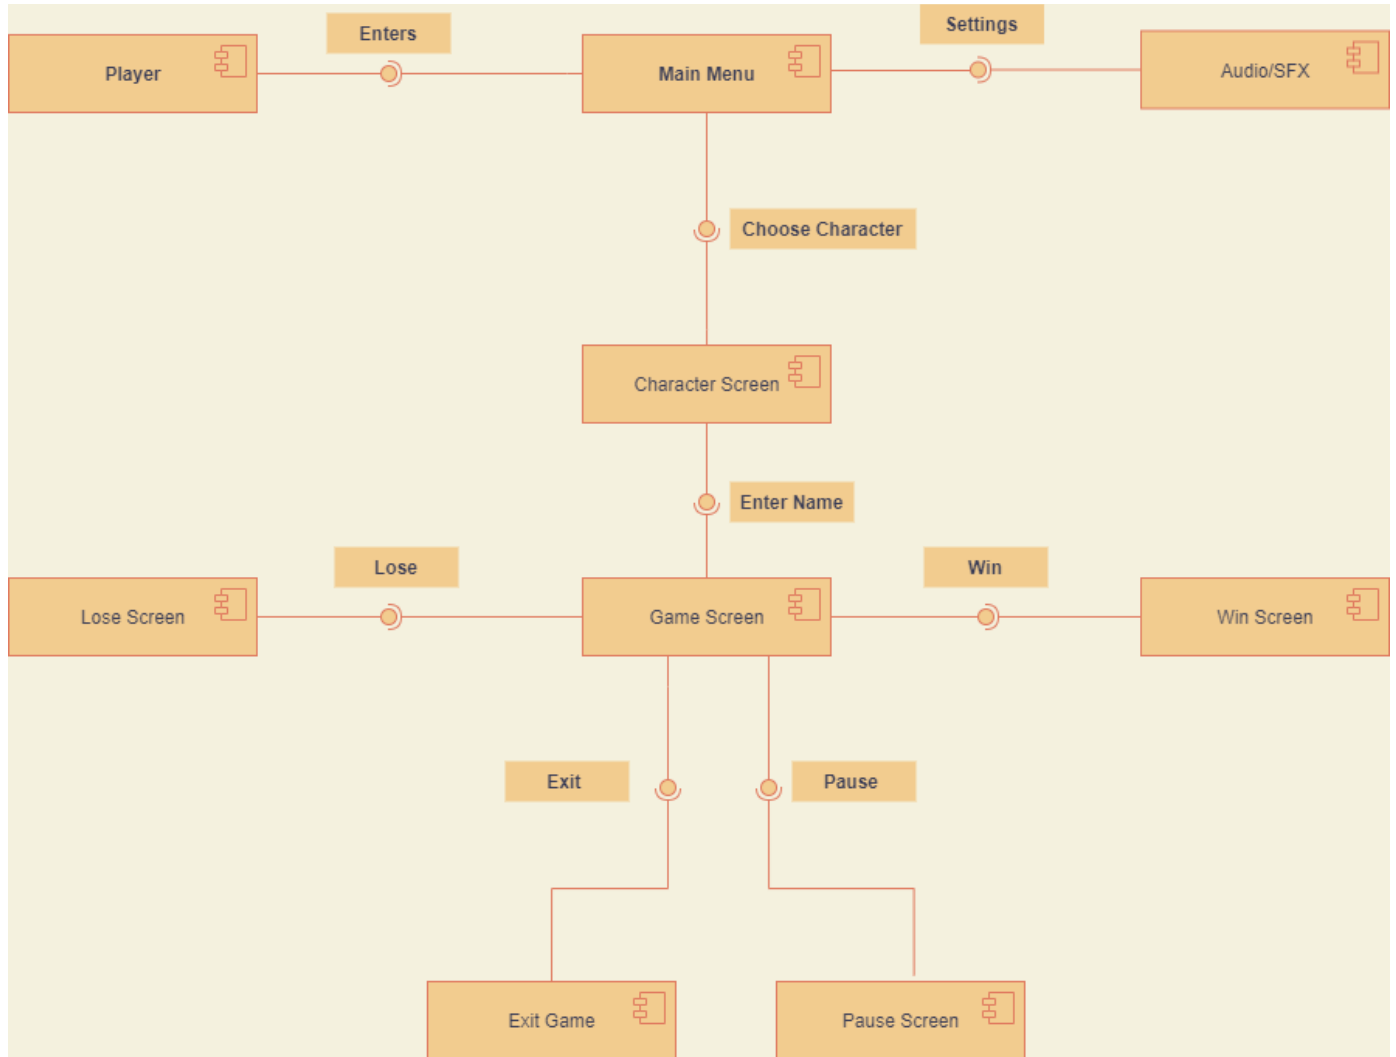 Enters
Settings
Player
Main Menu
Audio/SFX
Choose Character
Character Screen
Enter Name
Lose
Win
Lose Screen
Game Screen
Win Screen
Exit
Pause
Exit Game
Pause Screen